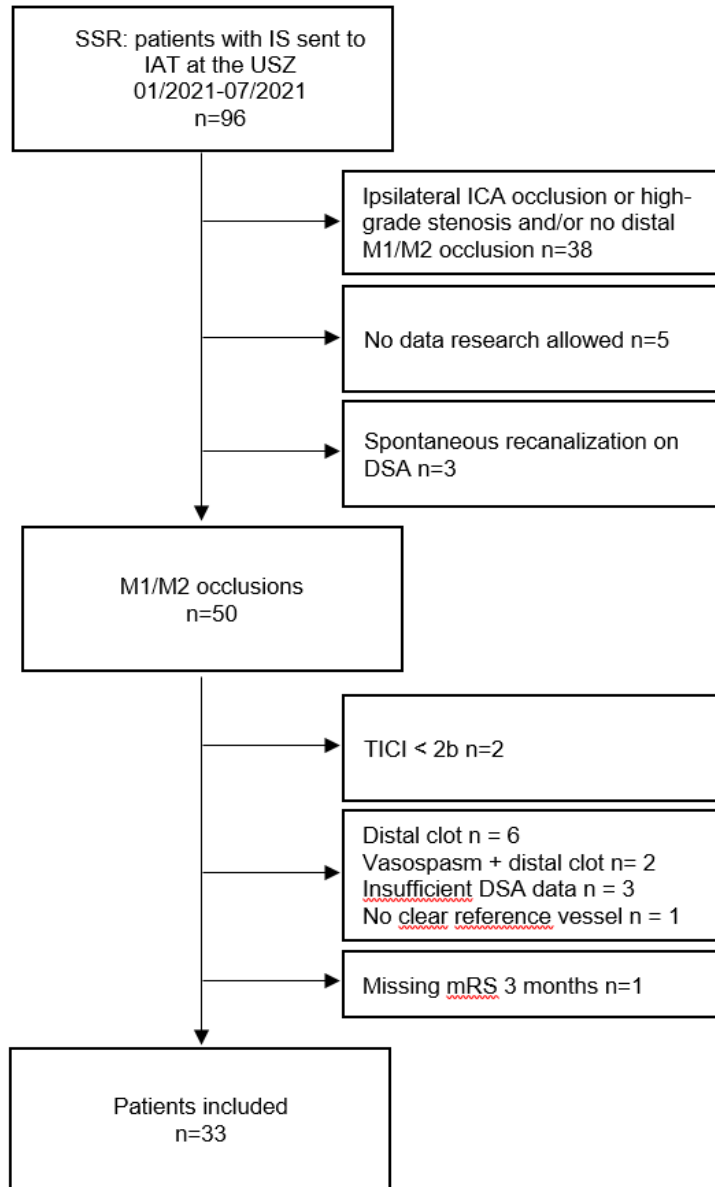 SSR: patients with IS sent to
IAT at the USZ
01/2021-07/2021
n=96
Ipsilateral ICA occlusion or high-
grade stenosis and/or no distal
M1/M2 occlusion n=38
No data research allowed n=5
Spontaneous recanalization on
DSA n=3
M1/M2 occlusions
n=50
TICI < 2b n=2
Distal clot n = 6
Vasospasm + distal clot n= 2
Insufficient DSA data n = 3
No clear reference vessel n = 1
Missing mRS 3 months n=1
Patients included
n=33